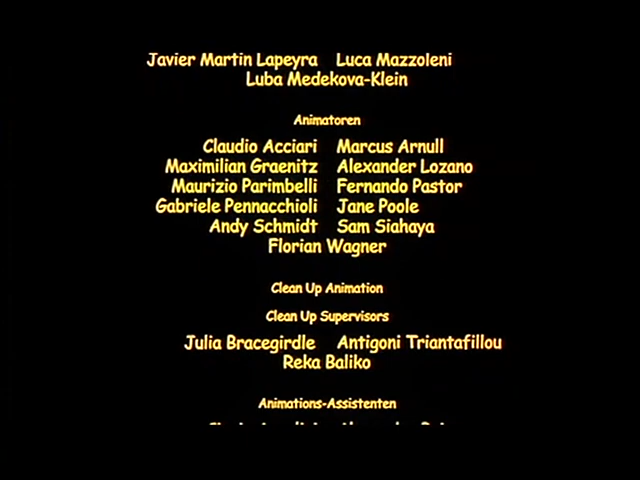 Javier Martin Lapeyra Luca Mazzoleni
Luba Medekova-Klein
Animatoren
Claudio Acciari Marcus Arnull
Maximilian Graenitz Alexander Lozano
Maurizio Parimbelli Fernando Pastor
Gabriele Pennacchioli Jane Poole
Andy Schmidt Sam Siahaya
Florian Wagner
Clean Up Animation
Clean Up Supervisors
Julia Bracegirdle Antigoni Triantafillou
Reka Baliko
Animations-Assistenten